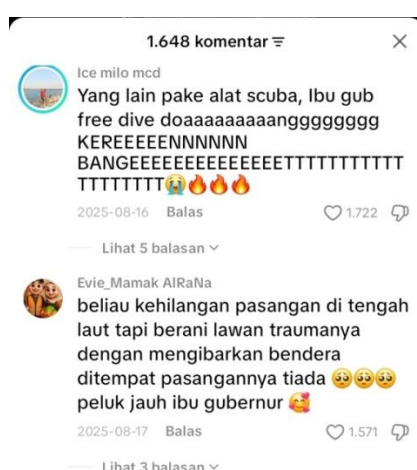 1.648 komentar
Ice milo mcd
Yang lain pake alat scuba, Ibu gub
free dive doaaaaaaaaanggggggg
KEREEEEENNNNNN
BANGEEEEEEEEEEEEEEETTTTTTTTTTT
TTTTTTTT😭🔥🔥🔥
2025-08-16 Balas 1.722
Lihat 5 balasan
Evie_Mamak AlRaNa
beliau kehilangan pasangan di tengah
laut tapi berani lawan traumanya
dengan mengibarkan bendera
ditempat pasangannya tiada 🥺🥺🥺
peluk jauh ibu gubernur 🥰
2025-08-17 Balas 1.571
Lihat 3 balasan